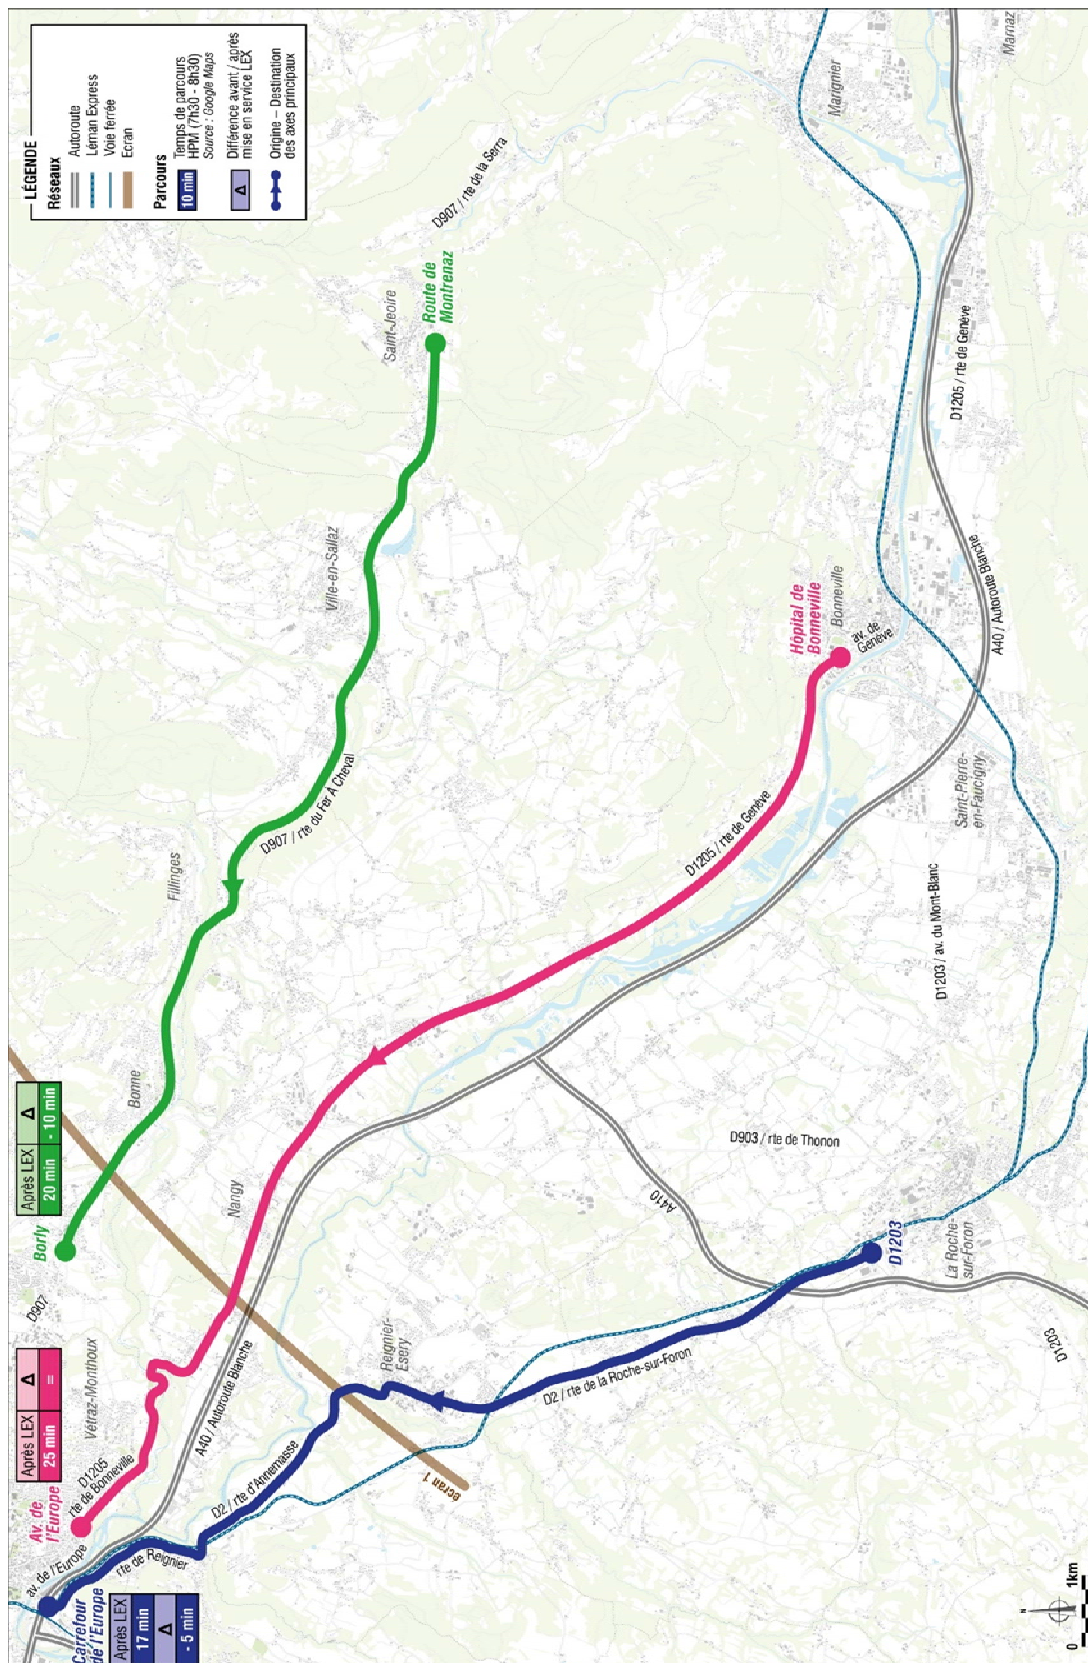 LÉGENDE
Réseaux
Autoroute
Léman Express
Voie ferrée
Ecran
Parcours
10 min
Temps de parcours
HPM (7h30 - 8h30)
Source : Google Maps
Δ
Différence avant / après
mise en service LEX
Origine – Destination
des axes principaux
Carrefour
de l'Europe
Après LEX
17 min
Δ
- 5 min
av. de l'Europe
Av. de
l'Europe
Après LEX
Δ
25 min
=
D1205
rte de Bonneville
Vétraz-Monthoux
rte de Reignier
D2 / rte d'Annemasse
A40 / Autoroute Blanche
D907
Borly
Après LEX
Δ
20 min
- 10 min
Bonne
Nangy
Fillinges
D907 / rte du Fer A Cheval
Ville-en-Sallaz
Saint-Jeoire
Route de
Montrenaz
D907 / rte de la Serra
écran 1
Reignier-
Esery
D2 / rte de la Roche-sur-Foron
D1203
La Roche-
sur-Foron
D1203
A410
D903 / rte de Thonon
D1203 / av. du Mont-Blanc
D1205 / rte de Genève
Saint-Pierre-
en-Faucigny
Hôpital de
Bonneville
Bonneville
av. de
Genève
A40 / Autoroute Blanche
D1205 / rte de Genève
Marignier
Marnaz
N
0
1km